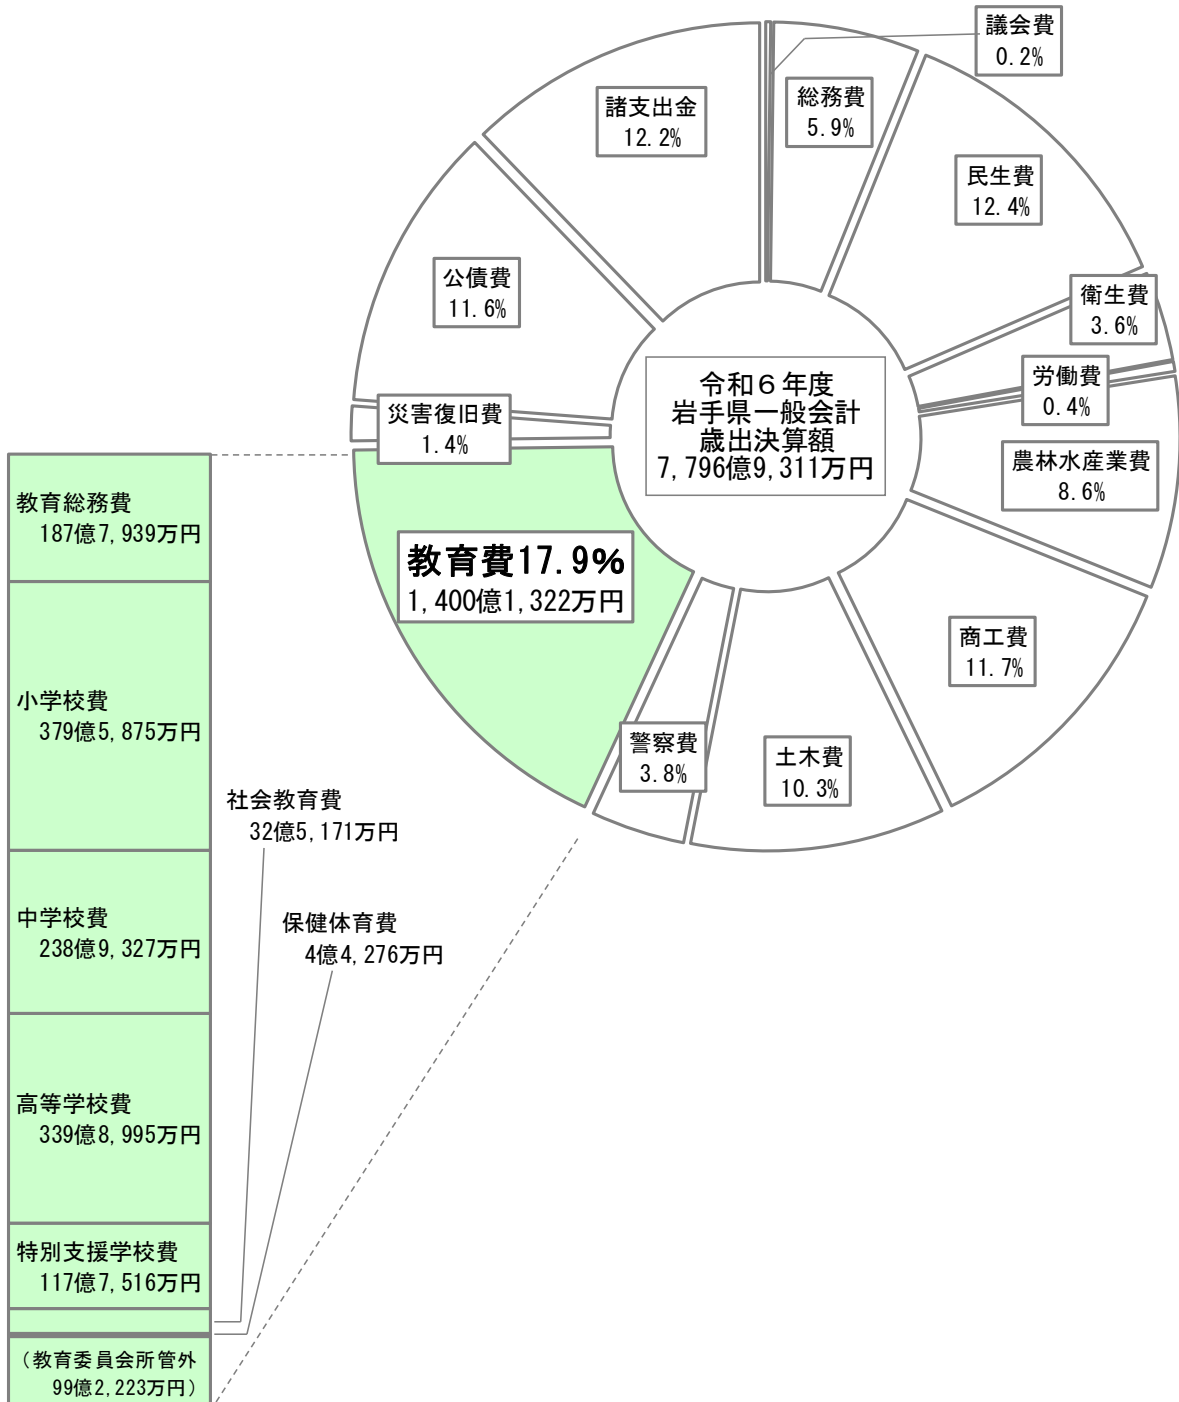 議会費
0.2%
総務費
5.9%
民生費
12.4%
衛生費
3.6%
労働費
0.4%
農林水産業費
8.6%
商工費
11.7%
土木費
10.3%
警察費
3.8%
教育費17.9%
1,400億1,322万円
災害復旧費
1.4%
公債費
11.6%
諸支出金
12.2%
令和６年度
岩手県一般会計
歳出決算額
7,796億9,311万円
教育総務費
187億7,939万円
小学校費
379億5,875万円
中学校費
238億9,327万円
高等学校費
339億8,995万円
特別支援学校費
117億7,516万円
社会教育費
32億5,171万円
保健体育費
4億4,276万円
（教育委員会所管外
99億2,223万円）